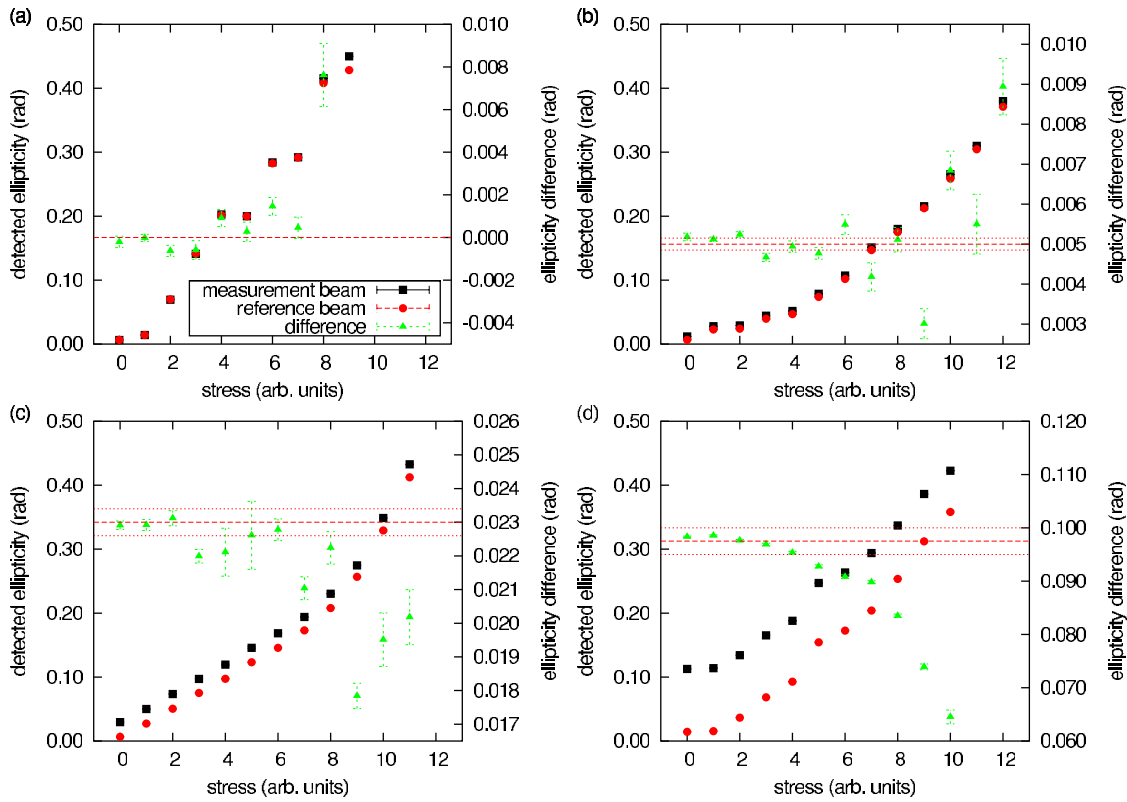 (a)
0.50
0.40
0.30
0.20
0.10
0.00
detected ellipticity (rad)
0.010
0.008
0.006
0.004
0.002
0.000
-0.002
-0.004
ellipticity difference (rad)
measurement beam
reference beam
difference
0 2 4 6 8 10 12
stress (arb. units)
(b)
0.50
0.40
0.30
0.20
0.10
0.00
detected ellipticity (rad)
0.010
0.009
0.008
0.007
0.006
0.005
0.004
0.003
ellipticity difference (rad)
0 2 4 6 8 10 12
stress (arb. units)
(c)
0.50
0.40
0.30
0.20
0.10
0.00
detected ellipticity (rad)
0.026
0.025
0.024
0.023
0.022
0.021
0.020
0.019
0.018
0.017
ellipticity difference (rad)
0 2 4 6 8 10 12
stress (arb. units)
(d)
0.50
0.40
0.30
0.20
0.10
0.00
detected ellipticity (rad)
0.120
0.110
0.100
0.090
0.080
0.070
0.060
ellipticity difference (rad)
0 2 4 6 8 10 12
stress (arb. units)